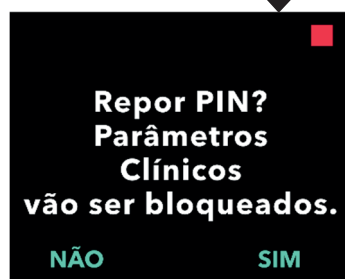 Repor PIN?
Parâmetros
Clínicos
vão ser bloqueados.
NÃO SIM